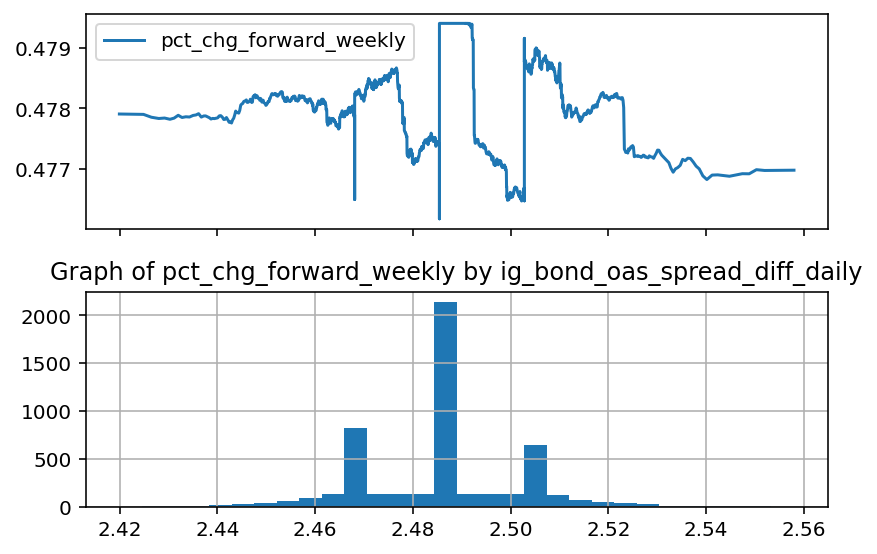 pct_chg_forward_weekly
0.479
0.478
0.477
Graph of pct_chg_forward_weekly by ig_bond_oas_spread_diff_daily
2000
1500
1000
500
0
2.42 2.44 2.46 2.48 2.50 2.52 2.54 2.56